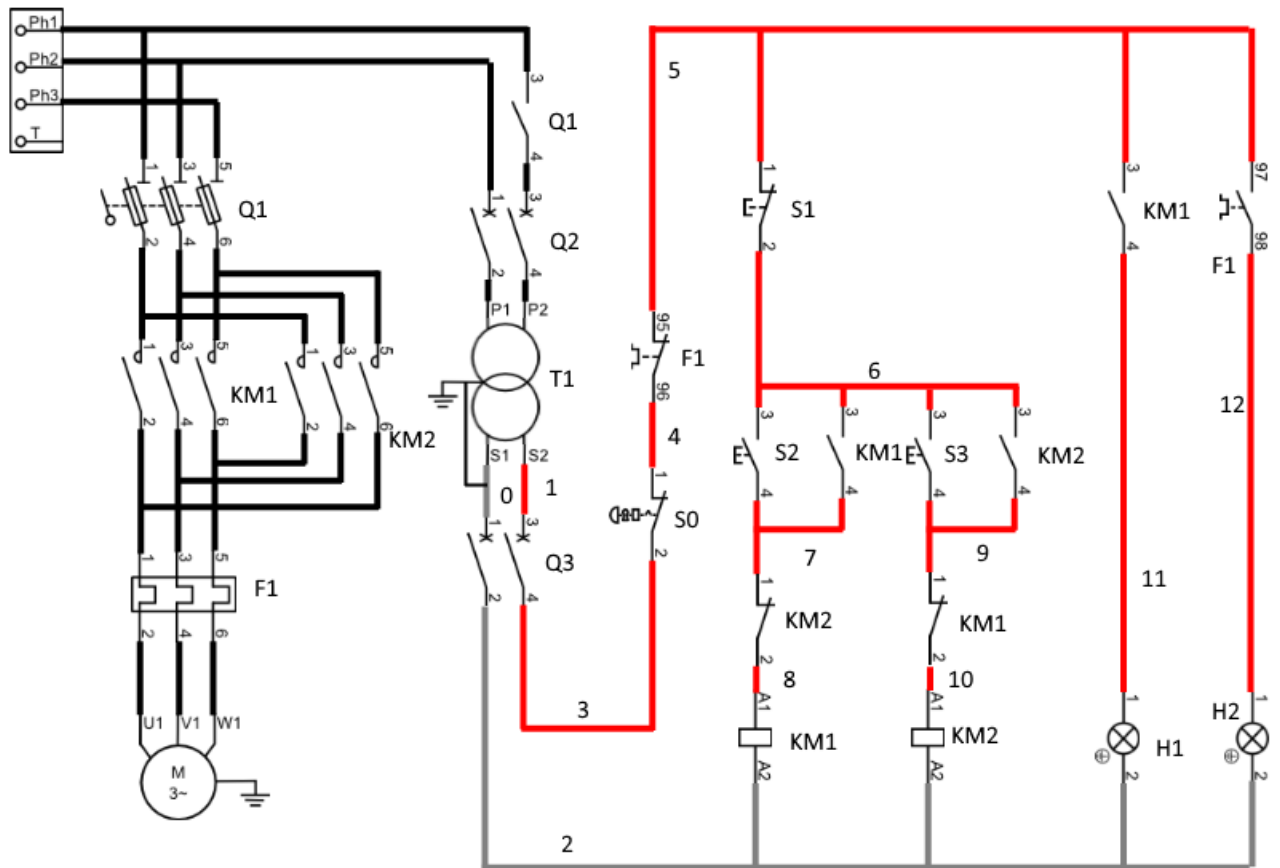 Ph1
Ph2
Ph3
T
1 3 5
Q1
2 4 6
1 3 5
KM1
2 4 6
1 3 5
KM2
2 4 6
1 3 5
F1
2 4 6
U1 V1 W1
M
3~
3
Q1
4
1 3
Q2
2 4
P1 P2
T1
S1 S2
0 1
1 3
Q3
2 4
2
3
5
95
F1
96
4
1
S0
2
1
S1
2
6
3 3 3 3
S2 KM1 S3 KM2
4 4 4 4
7 9
1 1
KM2 KM1
2 2
8 10
A1 A1
KM1 KM2
A2 A2
3
KM1
4
11
1
H1
2
97
F1
98
12
1
H2
2